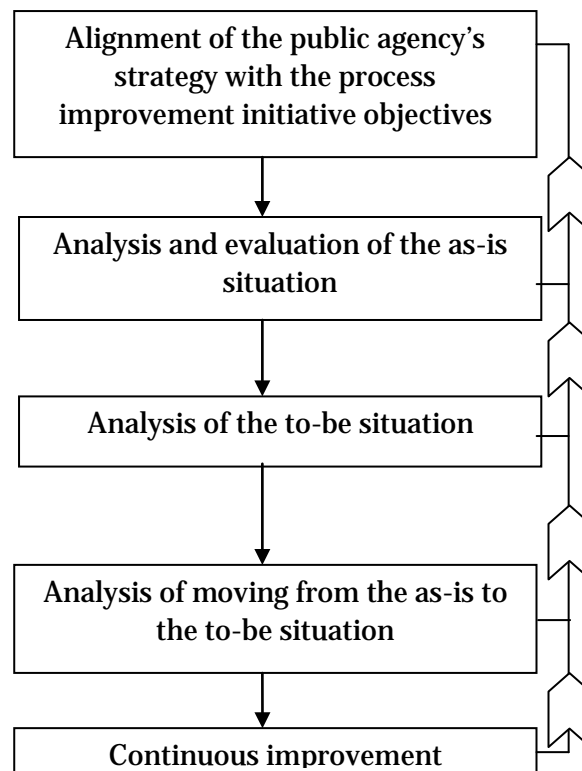 Alignment of the public agency’s
strategy with the process
improvement initiative objectives
Analysis and evaluation of the as-is
situation
Analysis of the to-be situation
Analysis of moving from the as-is to
the to-be situation
Continuous improvement